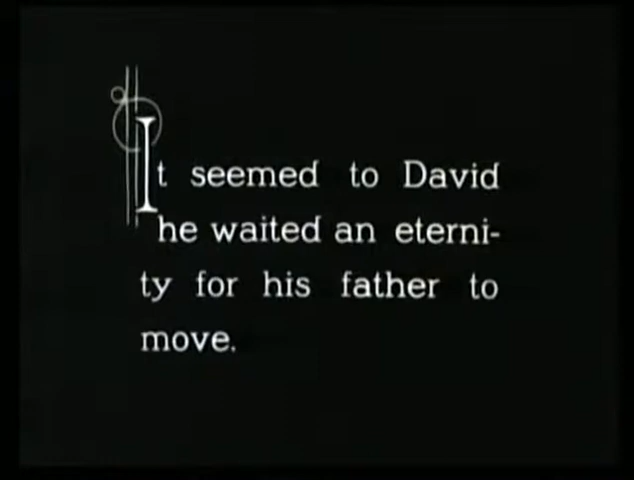 It seemed to David
he waited an eterni-
ty for his father to
move.